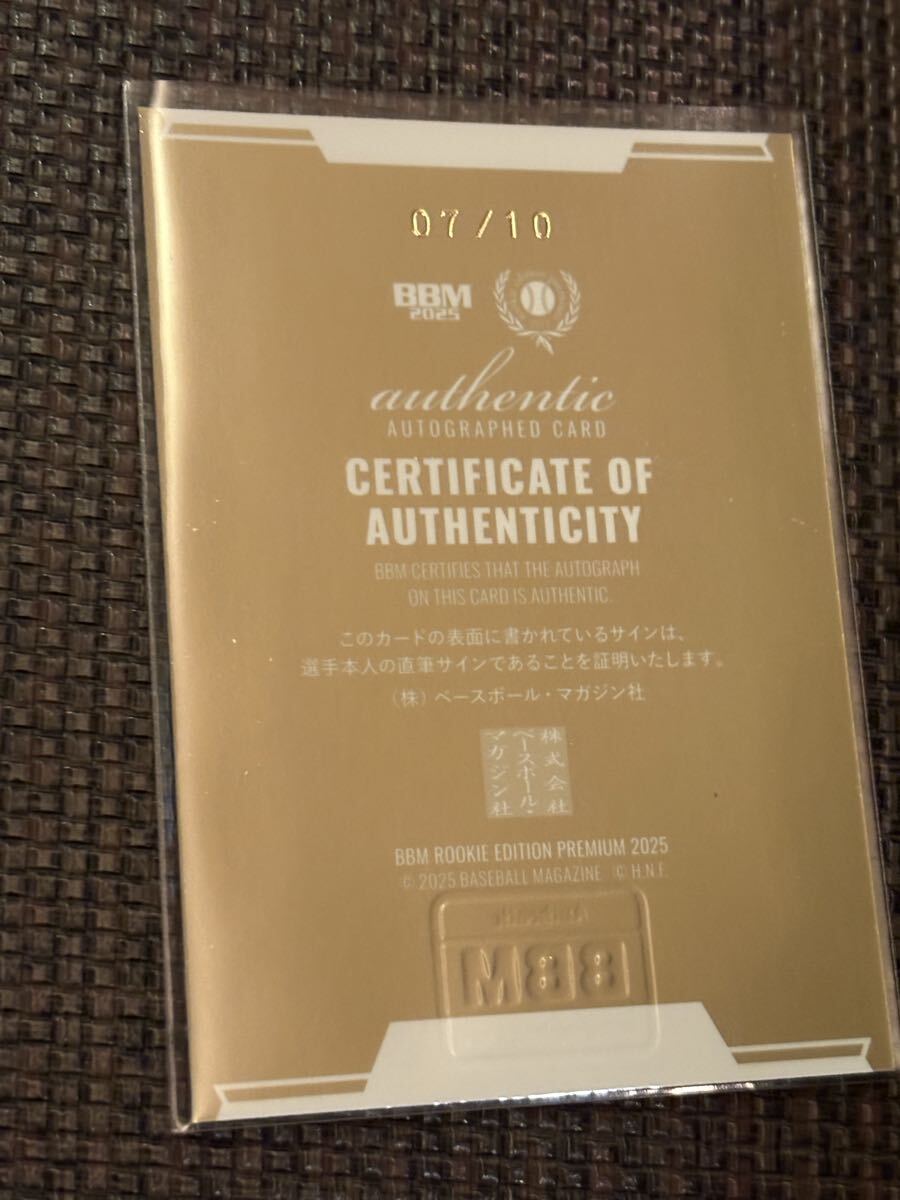 07/10
BBM
2025
authentic
AUTOGRAPHED CARD
CERTIFICATE OF
AUTHENTICITY
BBM CERTIFIES THAT THE AUTOGRAPH
ON THIS CARD IS AUTHENTIC.
このカードの表面に書かれているサインは、
選手本人の直筆サインであることを証明いたします。
(株)ベースボール・マガジン社
株式会社
ベースボール・
マガジン社
BBM ROOKIE EDITION PREMIUM 2025
© 2025 BASEBALL MAGAZINE © H.N.F.
Authentic
BBM